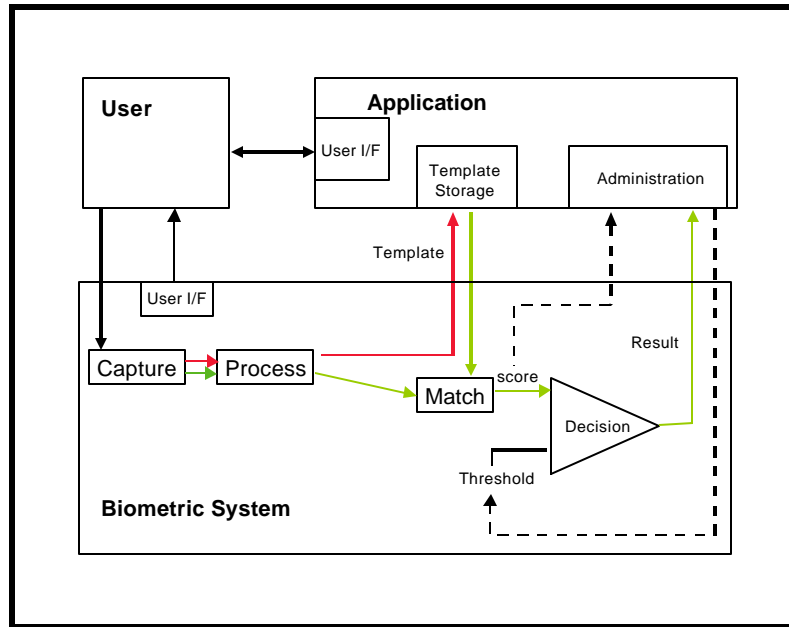 User
Application
User I/F
Template
Storage
Administration
Template
User I/F
Result
Capture
Process
Match
score
Decision
Threshold
Biometric System